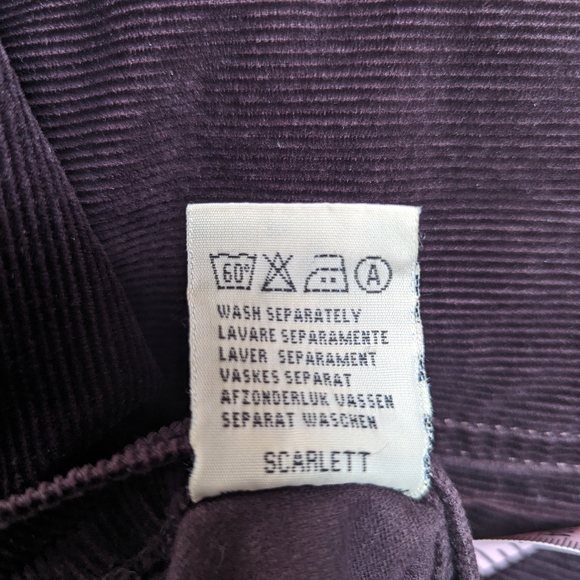 60° A
WASH SEPARATELY
LAVARE SEPARAMENTE
LAVER SEPARAMENT
VASKES SEPARAT
AFZONDERLUK VASSEN
SEPARAT WASCHEN
SCARLETT